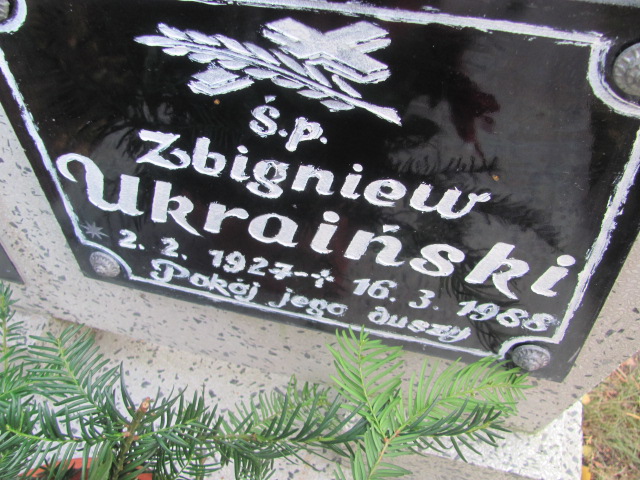 Ś.p.
Zbigniew
Ukraiński
* 2. 2. 1927-+ 16. 3. 1988
Pokój jego duszy